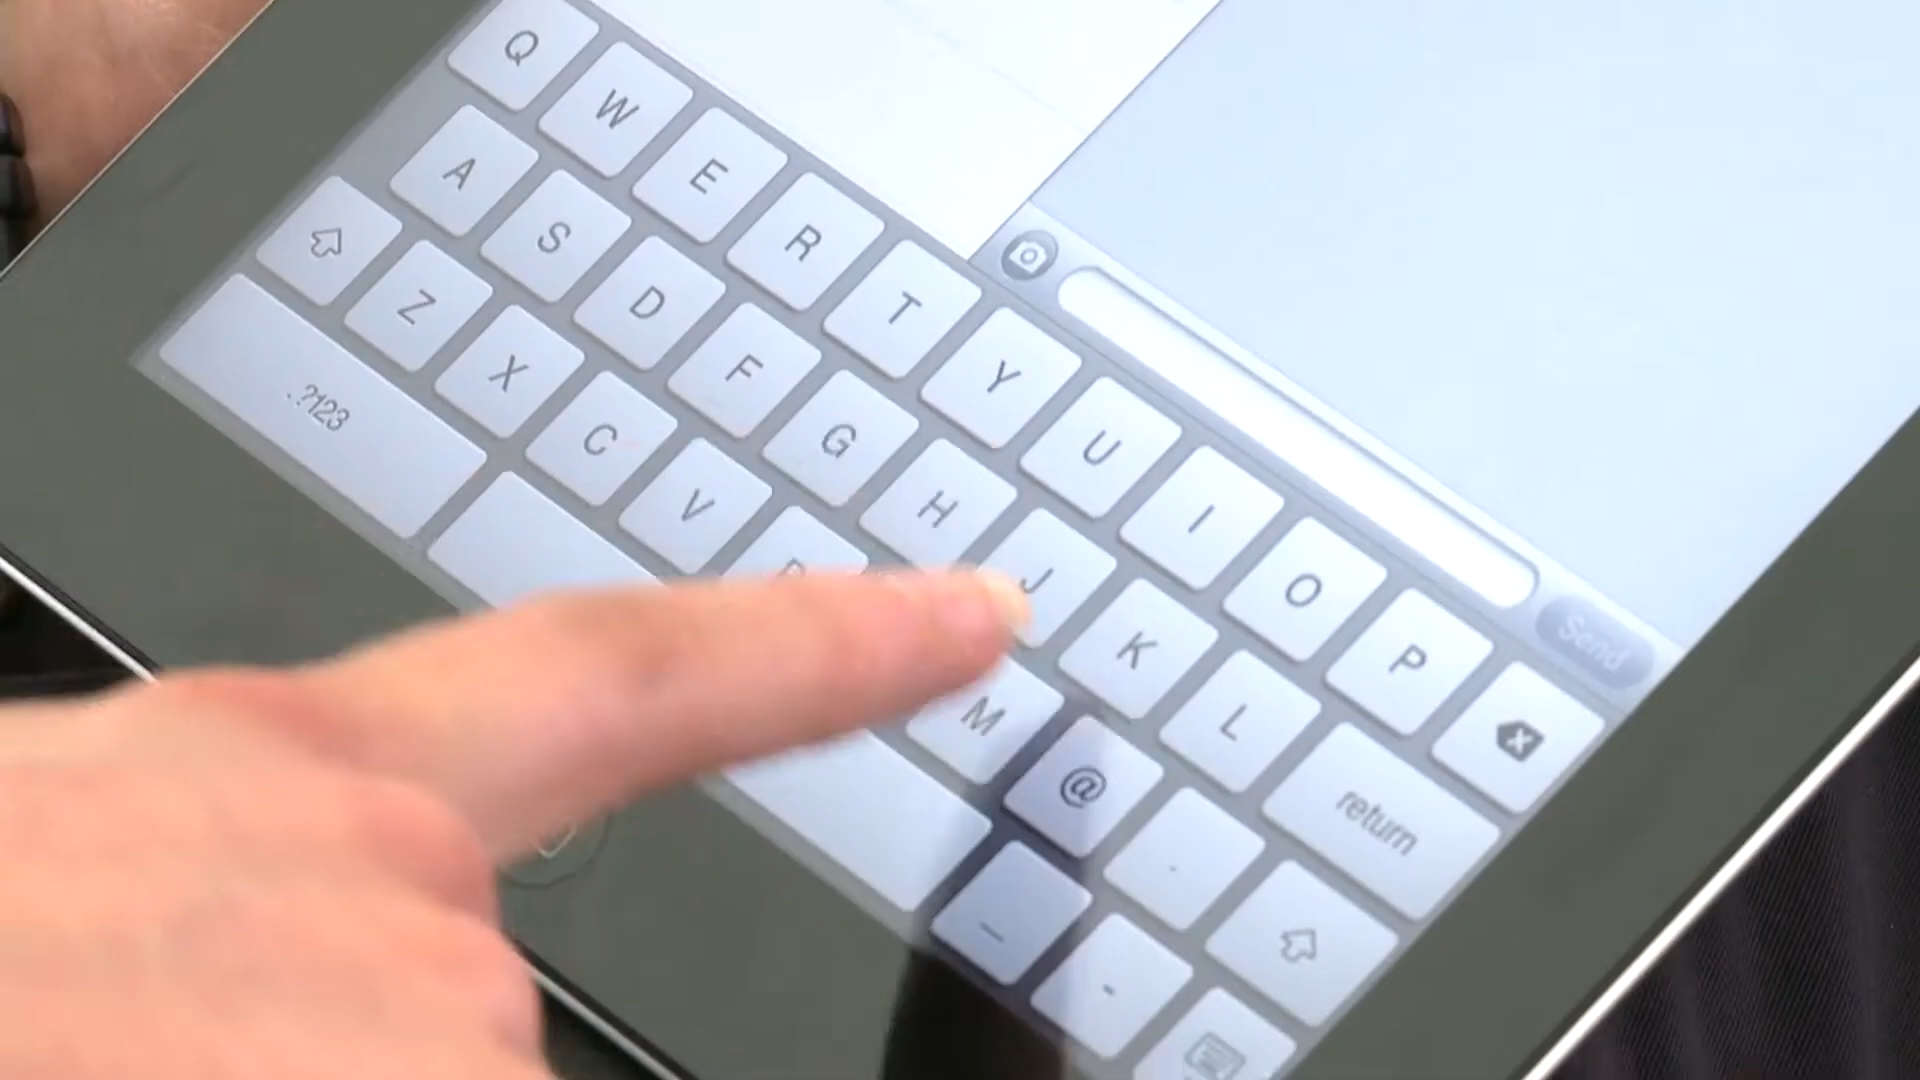 Q W E R T Y U I O P
A S D F G H J K L return
Z X C V M @ .
.?123 _ -
Send